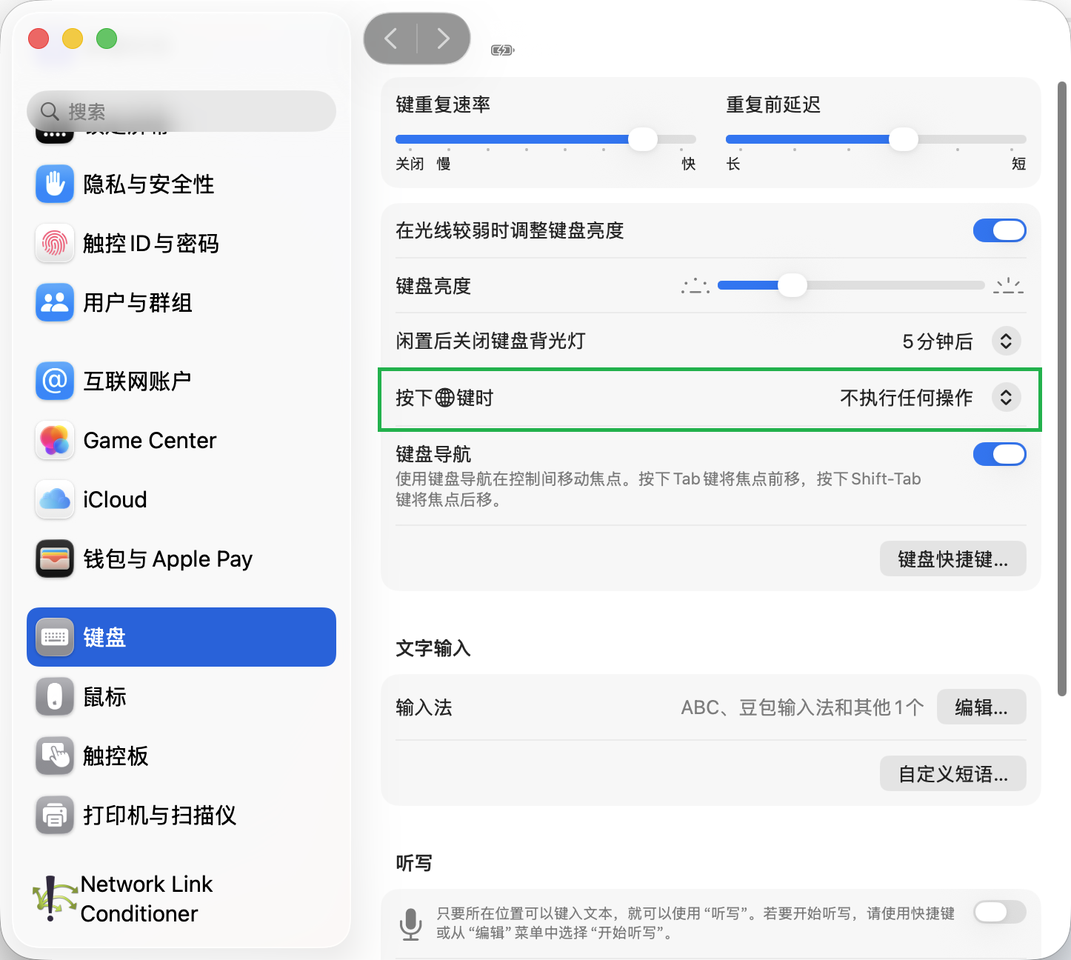 搜索
隐私与安全性
触控 ID 与密码
用户与群组
互联网账户
Game Center
iCloud
钱包与 Apple Pay
键盘
鼠标
触控板
打印机与扫描仪
Network Link
Conditioner
键重复速率
重复前延迟
关闭 慢 快
长 短
在光线较弱时调整键盘亮度
键盘亮度
闲置后关闭键盘背光灯 5 分钟后
按下🌐键时 不执行任何操作
键盘导航
使用键盘导航在控制间移动焦点。按下 Tab 键将焦点前移，按下 Shift-Tab
键将焦点后移。
键盘快捷键...
文字输入
输入法 ABC、豆包输入法和其他 1 个 编辑...
自定义短语...
听写
只要所在位置可以键入文本，就可以使用“听写”。若要开始听写，请使用快捷键
或从“编辑”菜单中选择“开始听写”。